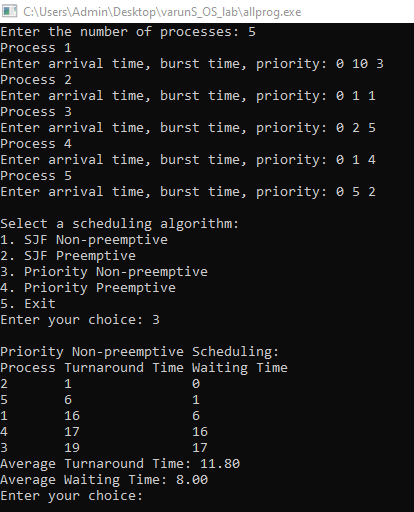 C:\Users\Admin\Desktop\varunS_OS_lab\allprog.exe
Enter the number of processes: 5
Process 1
Enter arrival time, burst time, priority: 0 10 3
Process 2
Enter arrival time, burst time, priority: 0 1 1
Process 3
Enter arrival time, burst time, priority: 0 2 5
Process 4
Enter arrival time, burst time, priority: 0 1 4
Process 5
Enter arrival time, burst time, priority: 0 5 2
Select a scheduling algorithm:
1. SJF Non-preemptive
2. SJF Preemptive
3. Priority Non-preemptive
4. Priority Preemptive
5. Exit
Enter your choice: 3
Priority Non-preemptive Scheduling:
Process Turnaround Time Waiting Time
2       1               0
5       6               1
1       16              6
4       17              16
3       19              17
Average Turnaround Time: 11.80
Average Waiting Time: 8.00
Enter your choice: